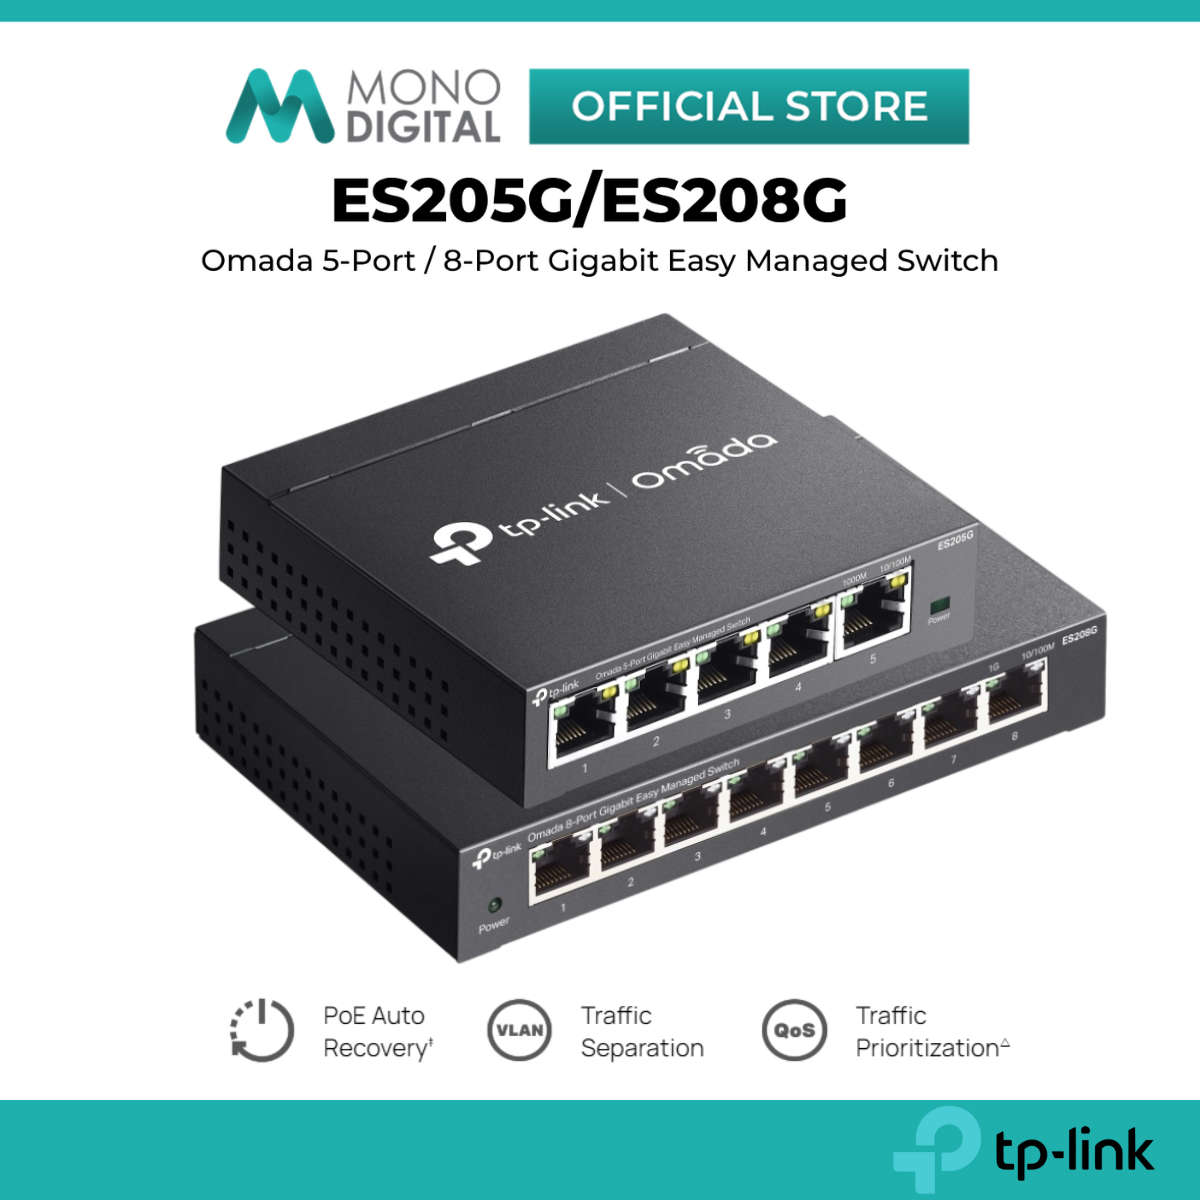 MONO
DIGITAL
OFFICIAL STORE
ES205G/ES208G
Omada 5-Port / 8-Port Gigabit Easy Managed Switch
tp-link | Omada
ES205G
1000M 10/100M
Power
tp-link
Omada 5-Port Gigabit Easy Managed Switch
1 2 3 4 5
ES208G
1G 10/100M
tp-link
Omada 8-Port Gigabit Easy Managed Switch
Power
1 2 3 4 5 6 7 8
PoE Auto
Recovery†
VLAN
Traffic
Separation
QoS
Traffic
Prioritization△
tp-link